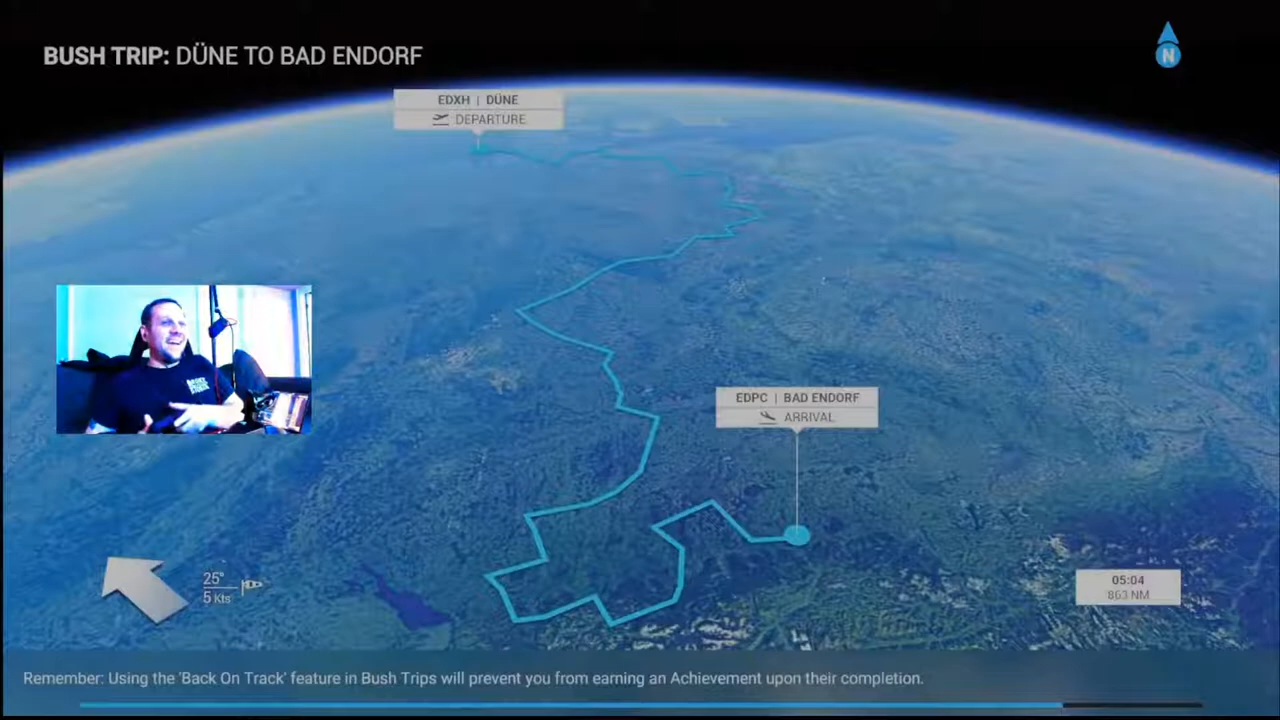 BUSH TRIP: DÜNE TO BAD ENDORF
N
EDXH | DÜNE
DEPARTURE
EDPC | BAD ENDORF
ARRIVAL
25°
5 Kts
05:04
863 NM
Remember: Using the 'Back On Track' feature in Bush Trips will prevent you from earning an Achievement upon their completion.